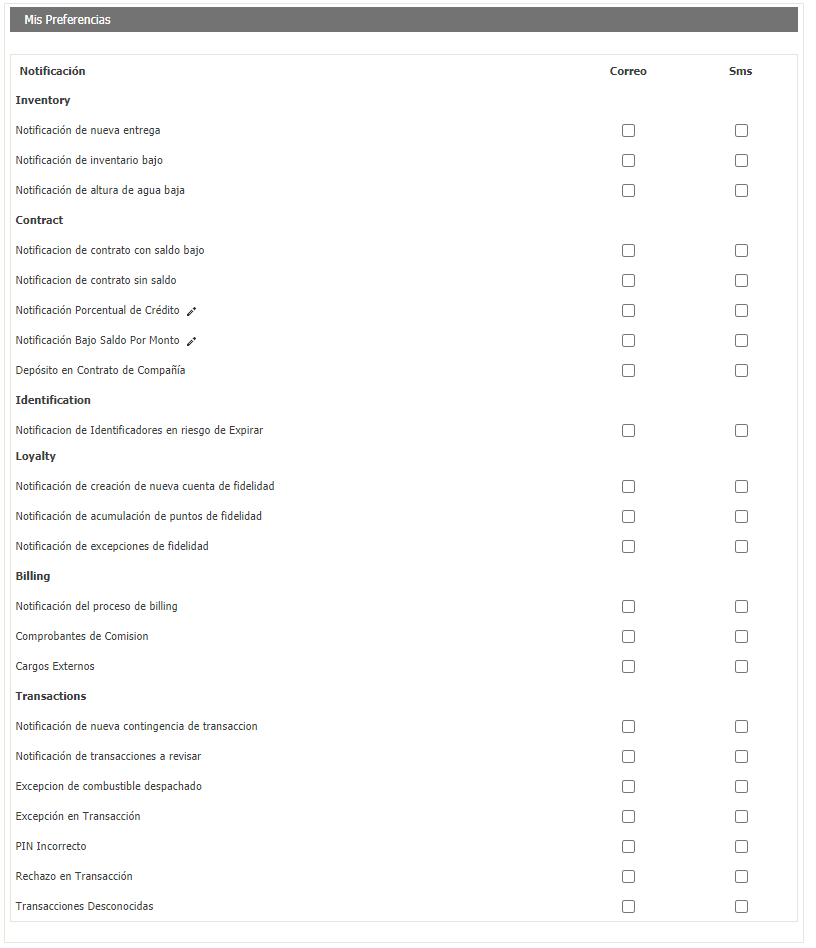 Mis Preferencias
Notificación Correo Sms
Inventory
Notificación de nueva entrega
Notificación de inventario bajo
Notificación de altura de agua baja
Contract
Notificacion de contrato con saldo bajo
Notificacion de contrato sin saldo
Notificación Porcentual de Crédito
Notificación Bajo Saldo Por Monto
Depósito en Contrato de Compañía
Identification
Notificacion de Identificadores en riesgo de Expirar
Loyalty
Notificación de creación de nueva cuenta de fidelidad
Notificación de acumulación de puntos de fidelidad
Notificación de excepciones de fidelidad
Billing
Notificación del proceso de billing
Comprobantes de Comision
Cargos Externos
Transactions
Notificación de nueva contingencia de transaccion
Notificación de transacciones a revisar
Excepcion de combustible despachado
Excepción en Transacción
PIN Incorrecto
Rechazo en Transacción
Transacciones Desconocidas